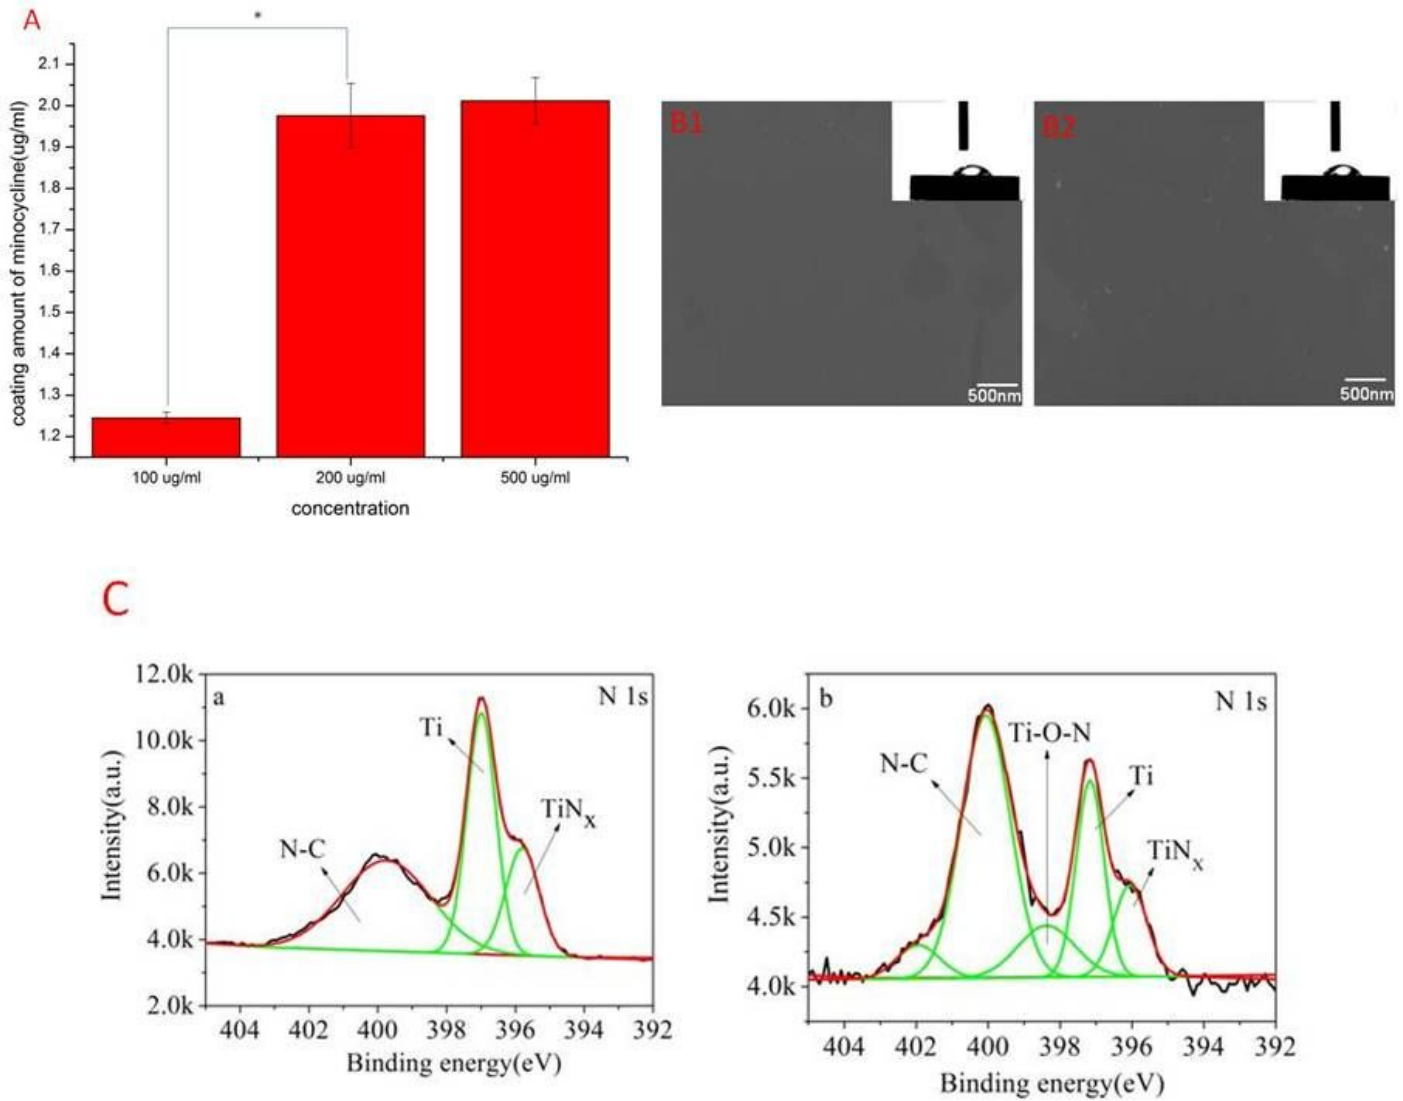 A
*
coating amount of minocycline(ug/ml)
2.1
2.0
1.9
1.8
1.7
1.6
1.5
1.4
1.3
1.2
100 ug/ml 200 ug/ml 500 ug/ml
concentration
B1
500nm
B2
500nm
C
a
N 1s
Intensity(a.u.)
12.0k
10.0k
8.0k
6.0k
4.0k
2.0k
Ti
TiNx
N-C
404 402 400 398 396 394 392
Binding energy(eV)
b
N 1s
Intensity(a.u.)
6.0k
5.5k
5.0k
4.5k
4.0k
Ti-O-N
N-C
Ti
TiNx
404 402 400 398 396 394 392
Binding energy(eV)